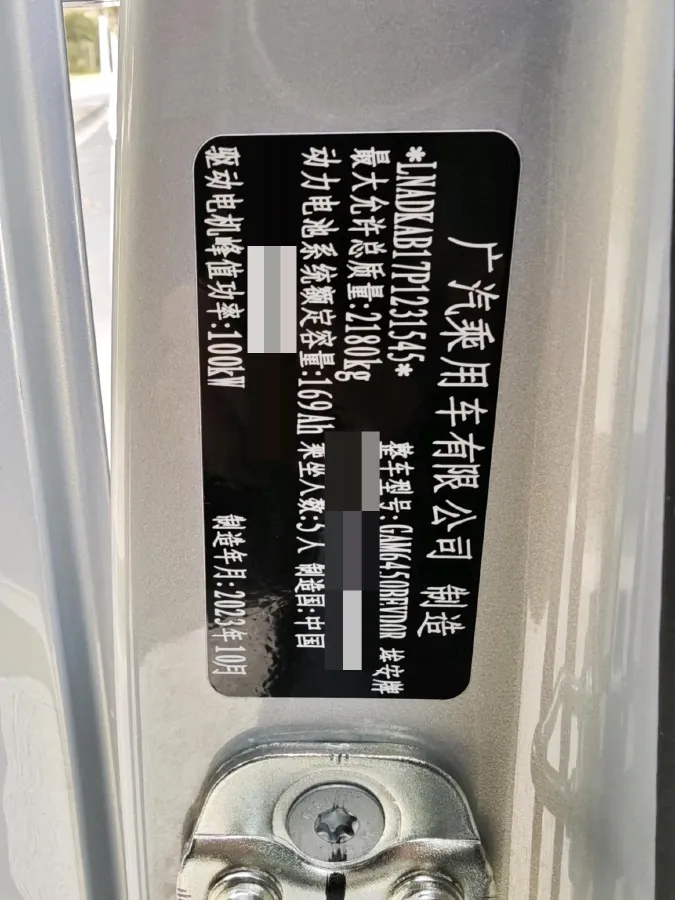 广汽乘用车有限公司 制造
*LNADKAB17P1231545* 整车型号:GAM6450BEVD0R 埃安牌
最大允许总质量:2180kg
动力电池系统额定容量:169Ah 乘坐人数:5人 制造国:中国
驱动电机峰值功率:100kW 制造年月:2023年10月